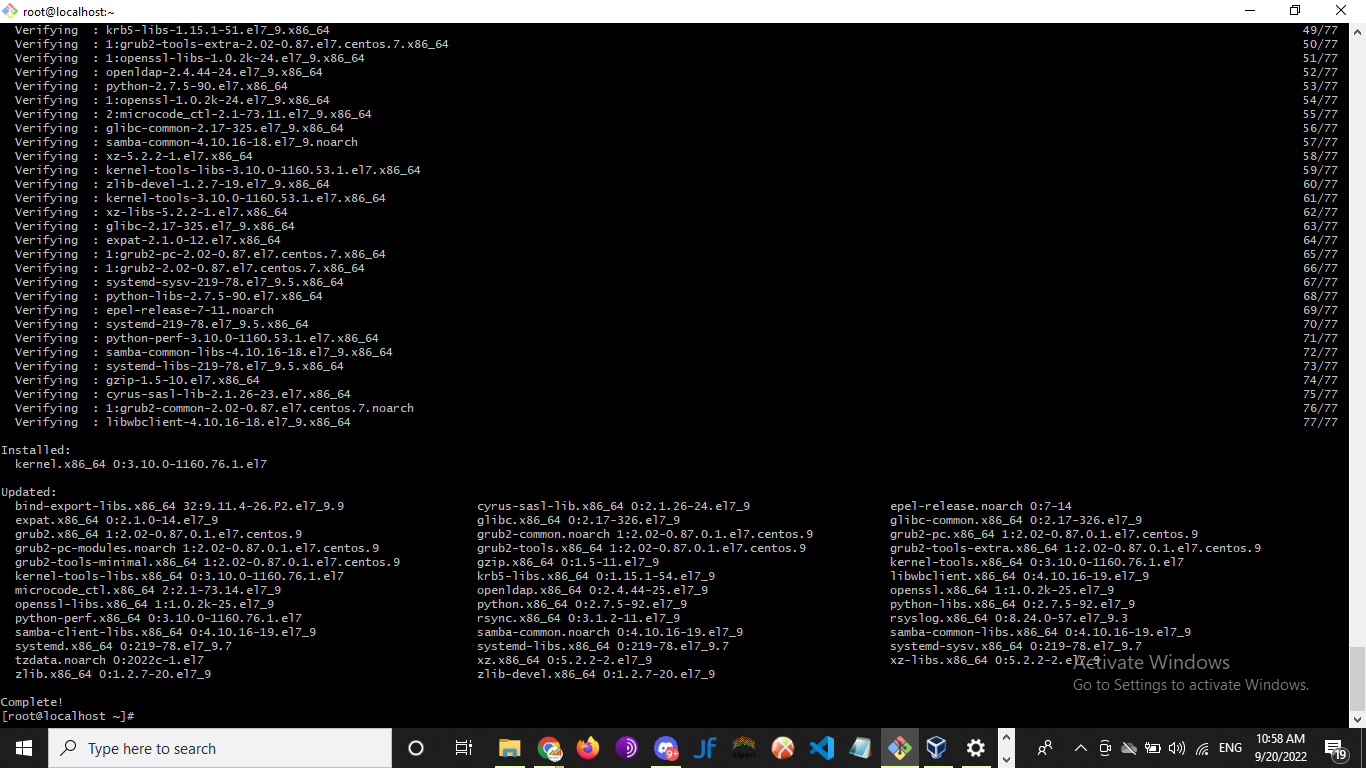 root@localhost:~
Verifying : krb5-libs-1.15.1-51.el7_9.x86_64 49/77
Verifying : 1:grub2-tools-extra-2.02-0.87.el7.centos.7.x86_64 50/77
Verifying : 1:openssl-libs-1.0.2k-24.el7_9.x86_64 51/77
Verifying : openldap-2.4.44-24.el7_9.x86_64 52/77
Verifying : python-2.7.5-90.el7.x86_64 53/77
Verifying : 1:openssl-1.0.2k-24.el7_9.x86_64 54/77
Verifying : 2:microcode_ctl-2.1-73.11.el7_9.x86_64 55/77
Verifying : glibc-common-2.17-325.el7_9.x86_64 56/77
Verifying : samba-common-4.10.16-18.el7_9.noarch 57/77
Verifying : xz-5.2.2-1.el7.x86_64 58/77
Verifying : kernel-tools-libs-3.10.0-1160.53.1.el7.x86_64 59/77
Verifying : zlib-devel-1.2.7-19.el7_9.x86_64 60/77
Verifying : kernel-tools-3.10.0-1160.53.1.el7.x86_64 61/77
Verifying : xz-libs-5.2.2-1.el7.x86_64 62/77
Verifying : glibc-2.17-325.el7_9.x86_64 63/77
Verifying : expat-2.1.0-12.el7.x86_64 64/77
Verifying : 1:grub2-pc-2.02-0.87.el7.centos.7.x86_64 65/77
Verifying : 1:grub2-2.02-0.87.el7.centos.7.x86_64 66/77
Verifying : systemd-sysv-219-78.el7_9.5.x86_64 67/77
Verifying : python-libs-2.7.5-90.el7.x86_64 68/77
Verifying : epel-release-7-11.noarch 69/77
Verifying : systemd-219-78.el7_9.5.x86_64 70/77
Verifying : python-perf-3.10.0-1160.53.1.el7.x86_64 71/77
Verifying : samba-common-libs-4.10.16-18.el7_9.x86_64 72/77
Verifying : systemd-libs-219-78.el7_9.5.x86_64 73/77
Verifying : gzip-1.5-10.el7.x86_64 74/77
Verifying : cyrus-sasl-lib-2.1.26-23.el7.x86_64 75/77
Verifying : 1:grub2-common-2.02-0.87.el7.centos.7.noarch 76/77
Verifying : libwbclient-4.10.16-18.el7_9.x86_64 77/77
Installed:
kernel.x86_64 0:3.10.0-1160.76.1.el7
Updated:
bind-export-libs.x86_64 32:9.11.4-26.P2.el7_9.9 cyrus-sasl-lib.x86_64 0:2.1.26-24.el7_9 epel-release.noarch 0:7-14
expat.x86_64 0:2.1.0-14.el7_9 glibc.x86_64 0:2.17-326.el7_9 glibc-common.x86_64 0:2.17-326.el7_9
grub2.x86_64 1:2.02-0.87.0.1.el7.centos.9 grub2-common.noarch 1:2.02-0.87.0.1.el7.centos.9 grub2-pc.x86_64 1:2.02-0.87.0.1.el7.centos.9
grub2-pc-modules.noarch 1:2.02-0.87.0.1.el7.centos.9 grub2-tools.x86_64 1:2.02-0.87.0.1.el7.centos.9 grub2-tools-extra.x86_64 1:2.02-0.87.0.1.el7.centos.9
grub2-tools-minimal.x86_64 1:2.02-0.87.0.1.el7.centos.9 gzip.x86_64 0:1.5-11.el7_9 kernel-tools.x86_64 0:3.10.0-1160.76.1.el7
kernel-tools-libs.x86_64 0:3.10.0-1160.76.1.el7 krb5-libs.x86_64 0:1.15.1-54.el7_9 libwbclient.x86_64 0:4.10.16-19.el7_9
microcode_ctl.x86_64 2:2.1-73.14.el7_9 openldap.x86_64 0:2.4.44-25.el7_9 openssl.x86_64 1:1.0.2k-25.el7_9
openssl-libs.x86_64 1:1.0.2k-25.el7_9 python.x86_64 0:2.7.5-92.el7_9 python-libs.x86_64 0:2.7.5-92.el7_9
python-perf.x86_64 0:3.10.0-1160.76.1.el7 rsync.x86_64 0:3.1.2-11.el7_9 rsyslog.x86_64 0:8.24.0-57.el7_9.3
samba-client-libs.x86_64 0:4.10.16-19.el7_9 samba-common.noarch 0:4.10.16-19.el7_9 samba-common-libs.x86_64 0:4.10.16-19.el7_9
systemd.x86_64 0:219-78.el7_9.7 systemd-libs.x86_64 0:219-78.el7_9.7 systemd-sysv.x86_64 0:219-78.el7_9.7
tzdata.noarch 0:2022c-1.el7 xz.x86_64 0:5.2.2-2.el7_9 xz-libs.x86_64 0:5.2.2-2.el7_9
zlib.x86_64 0:1.2.7-20.el7_9 zlib-devel.x86_64 0:1.2.7-20.el7_9
Activate Windows
Go to Settings to activate Windows.
Complete!
[root@localhost ~]#
Type here to search
9+
JF
ENG
10:58 AM
9/20/2022
19